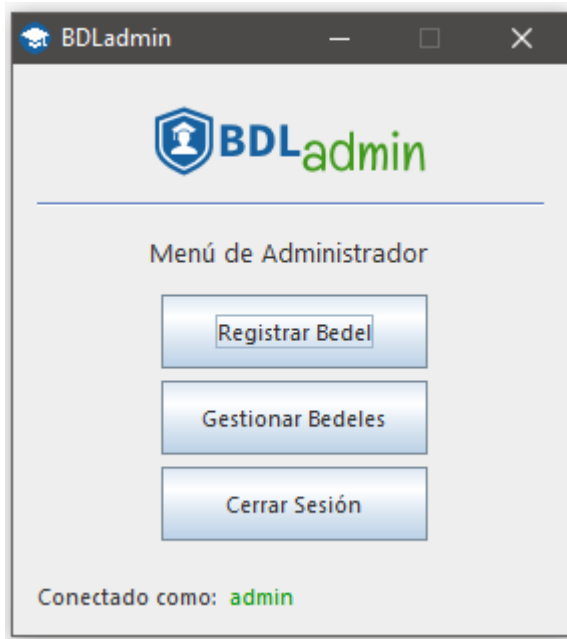 BDLadmin
BDLadmin
Menú de Administrador
Registrar Bedel
Gestionar Bedeles
Cerrar Sesión
Conectado como: admin